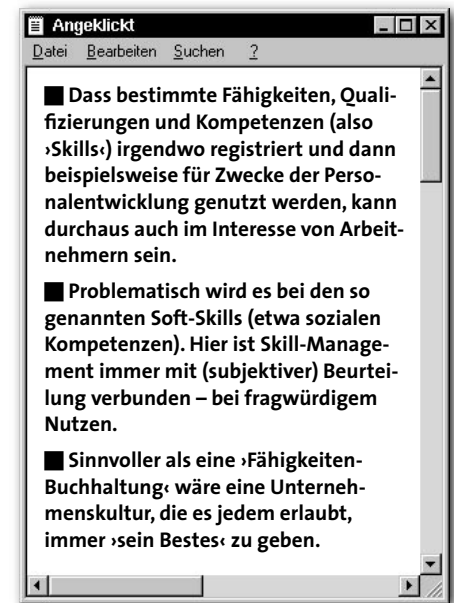 Angeklickt
Datei Bearbeiten Suchen ?
Dass bestimmte Fähigkeiten, Quali-
fizierungen und Kompetenzen (also
›Skills‹) irgendwo registriert und dann
beispielsweise für Zwecke der Perso-
nalentwicklung genutzt werden, kann
durchaus auch im Interesse von Arbeit-
nehmern sein.
Problematisch wird es bei den so
genannten Soft-Skills (etwa sozialen
Kompetenzen). Hier ist Skill-Manage-
ment immer mit (subjektiver) Beurtei-
lung verbunden – bei fragwürdigem
Nutzen.
Sinnvoller als eine ›Fähigkeiten-
Buchhaltung‹ wäre eine Unterneh-
menskultur, die es jedem erlaubt,
immer ›sein Bestes‹ zu geben.